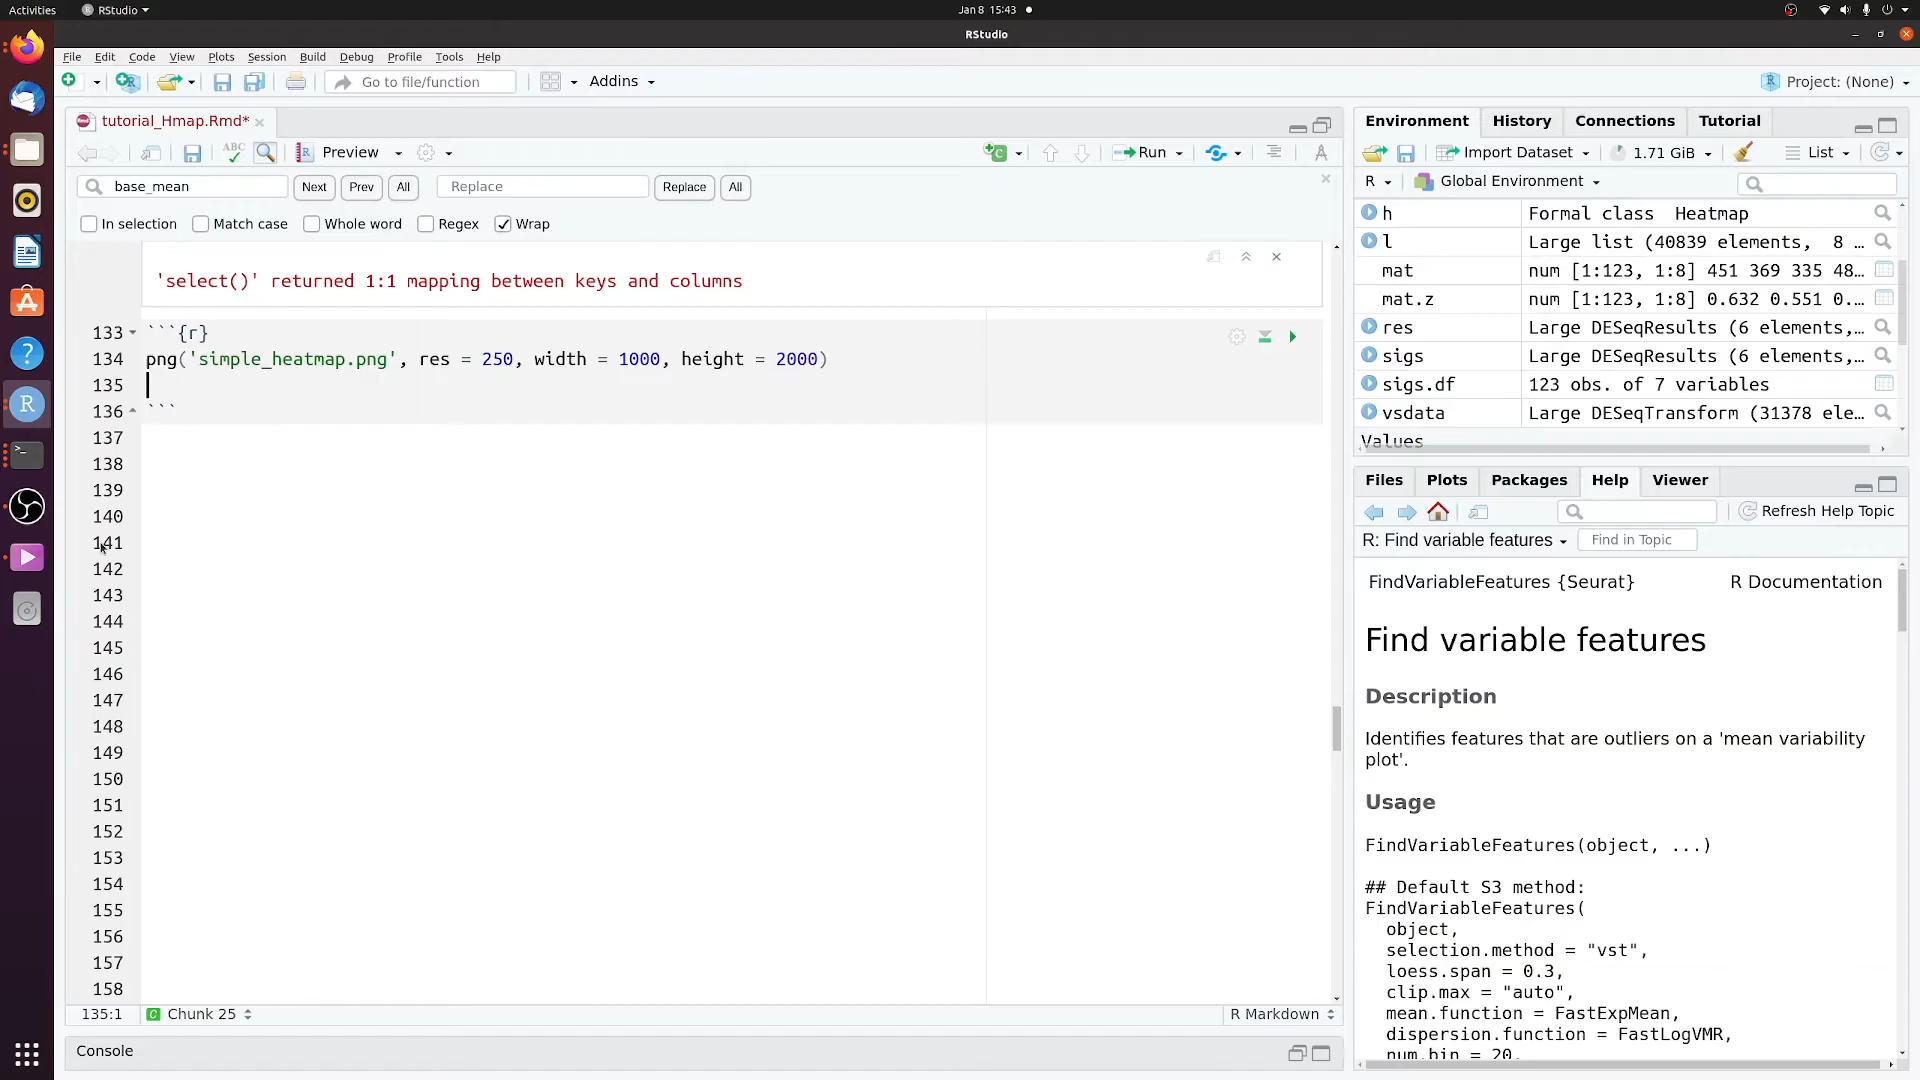 Activities RStudio Jan 8 15:43
RStudio
File Edit Code View Plots Session Build Debug Profile Tools Help
Go to file/function Addins Project: (None)
tutorial_Hmap.Rmd*
ABC Preview Run
base_mean Next Prev All Replace Replace All
In selection Match case Whole word Regex Wrap
'select()' returned 1:1 mapping between keys and columns
133 ```{r}
134 png('simple_heatmap.png', res = 250, width = 1000, height = 2000)
135
136 ```
137
138
139
140
141
142
143
144
145
146
147
148
149
150
151
152
153
154
155
156
157
158
135:1 Chunk 25 R Markdown
Console
Environment History Connections Tutorial
Import Dataset 1.71 GiB List
R Global Environment
h Formal class Heatmap
l Large list (40839 elements, 8 …
mat num [1:123, 1:8] 451 369 335 48…
mat.z num [1:123, 1:8] 0.632 0.551 0.…
res Large DESeqResults (6 elements,…
sigs Large DESeqResults (6 elements,…
sigs.df 123 obs. of 7 variables
vsdata Large DESeqTransform (31378 ele…
Values
Files Plots Packages Help Viewer
Refresh Help Topic
R: Find variable features Find in Topic
FindVariableFeatures {Seurat} R Documentation
Find variable features
Description
Identifies features that are outliers on a 'mean variability
plot'.
Usage
FindVariableFeatures(object, ...)
## Default S3 method:
FindVariableFeatures(
object,
selection.method = "vst",
loess.span = 0.3,
clip.max = "auto",
mean.function = FastExpMean,
dispersion.function = FastLogVMR,
num.bin = 20,